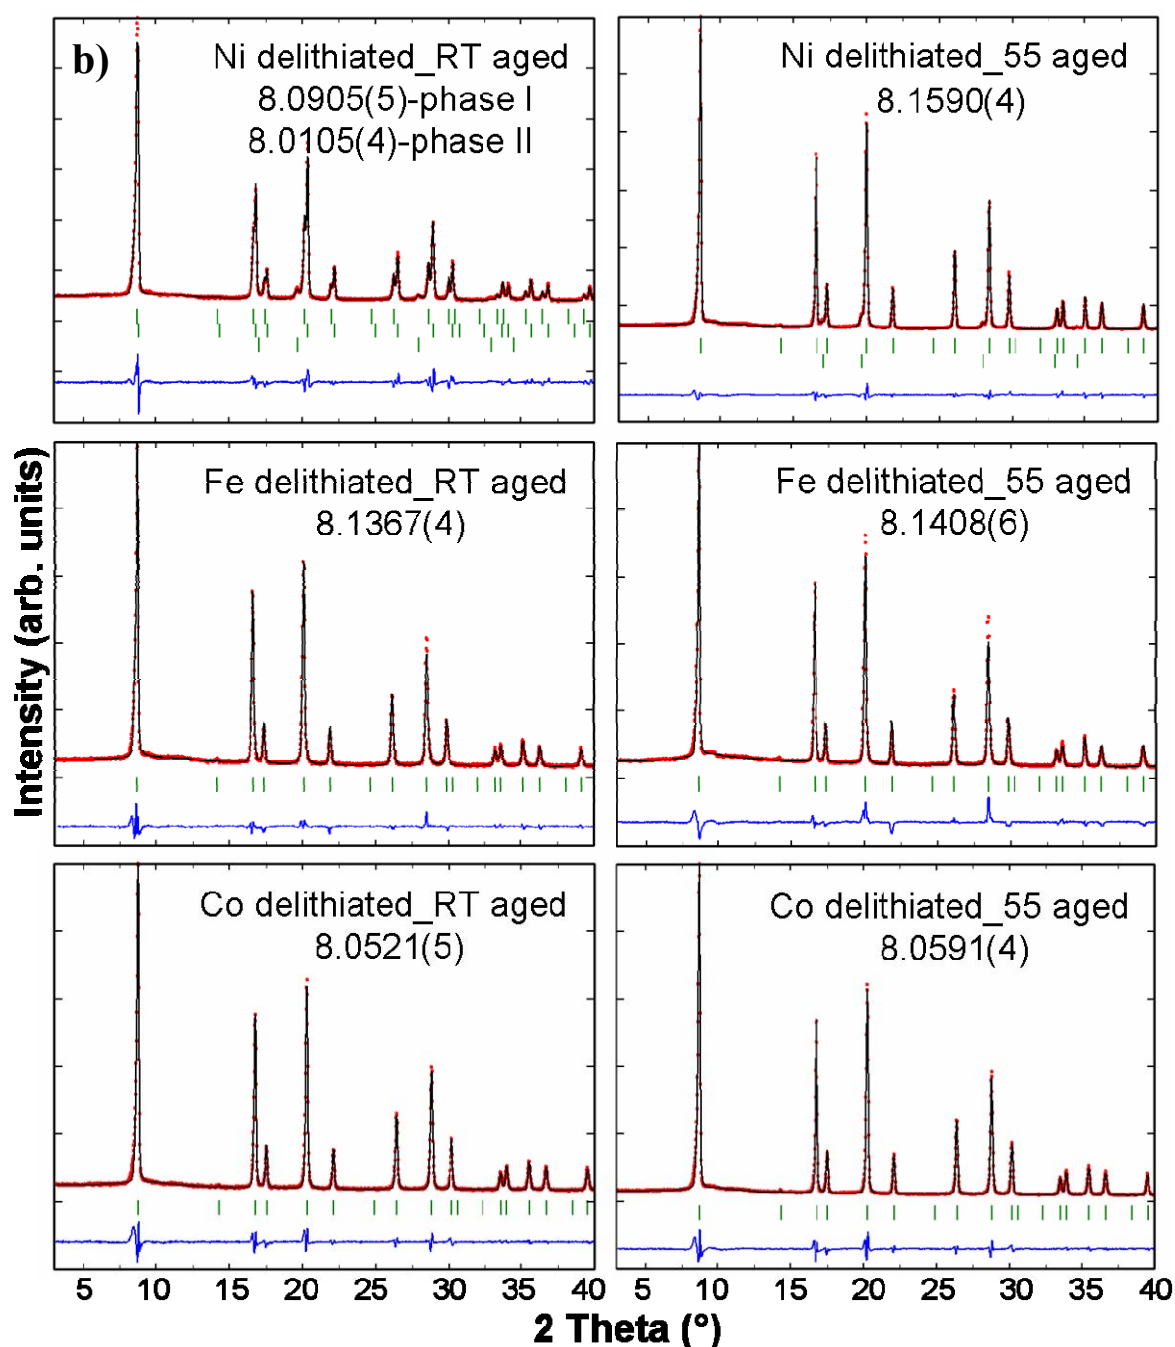 b)
Ni delithiated_RT aged
8.0905(5)-phase I
8.0105(4)-phase II
Ni delithiated_55 aged
8.1590(4)
Fe delithiated_RT aged
8.1367(4)
Fe delithiated_55 aged
8.1408(6)
Co delithiated_RT aged
8.0521(5)
Co delithiated_55 aged
8.0591(4)
Intensity (arb. units)
5 10 15 20 25 30 35 40
5 10 15 20 25 30 35 40
2 Theta (°)